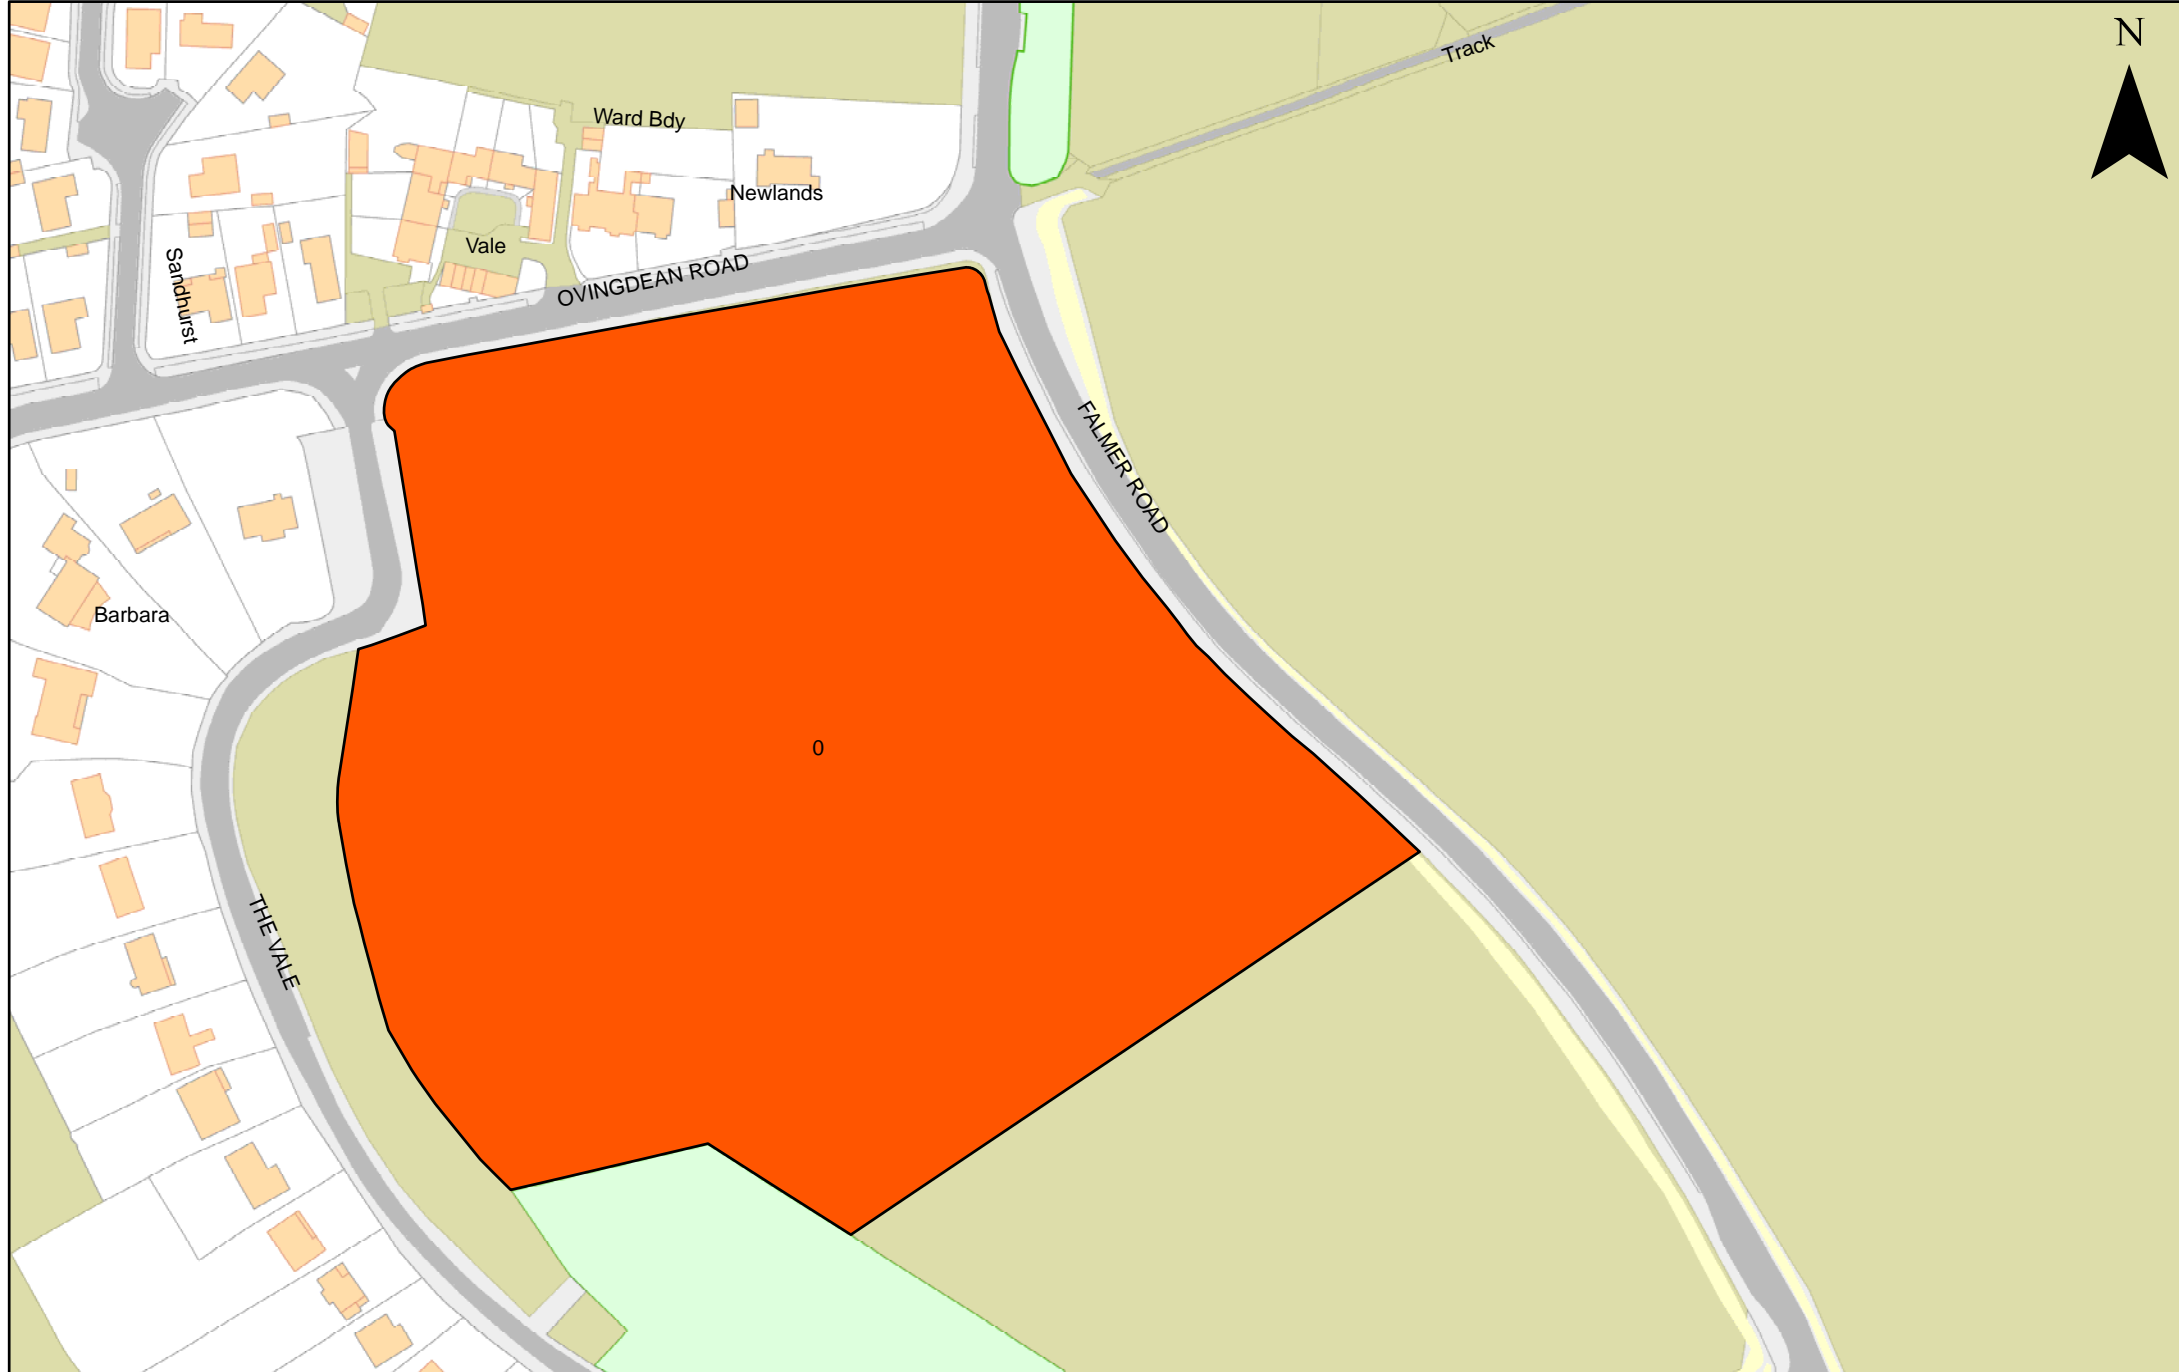 N
Track
Ward Bdy
Newlands
Vale
Sandhurst
OVINGDEAN ROAD
FALMER ROAD
Barbara
0
THE VALE